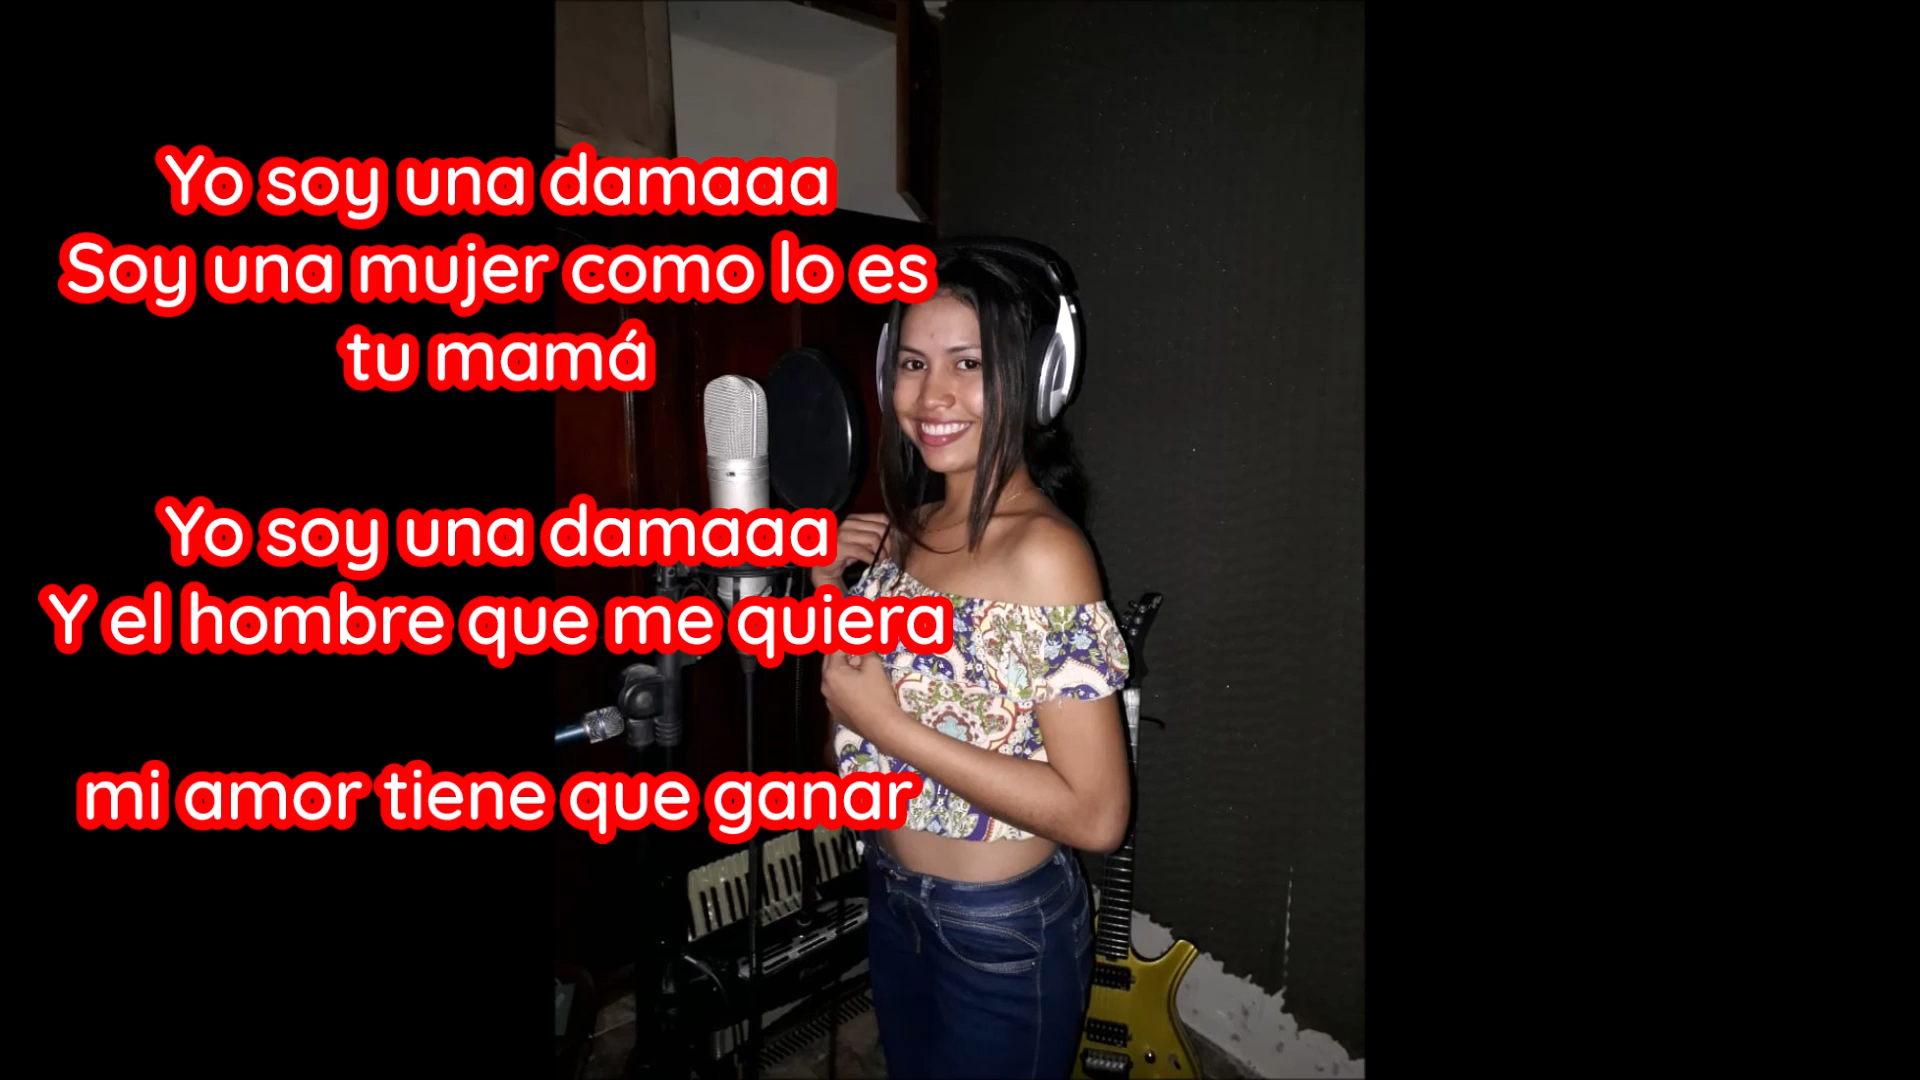 Yo soy una damaaa
Soy una mujer como lo es
tu mamá
Yo soy una damaaa
Y el hombre que me quiera
mi amor tiene que ganar